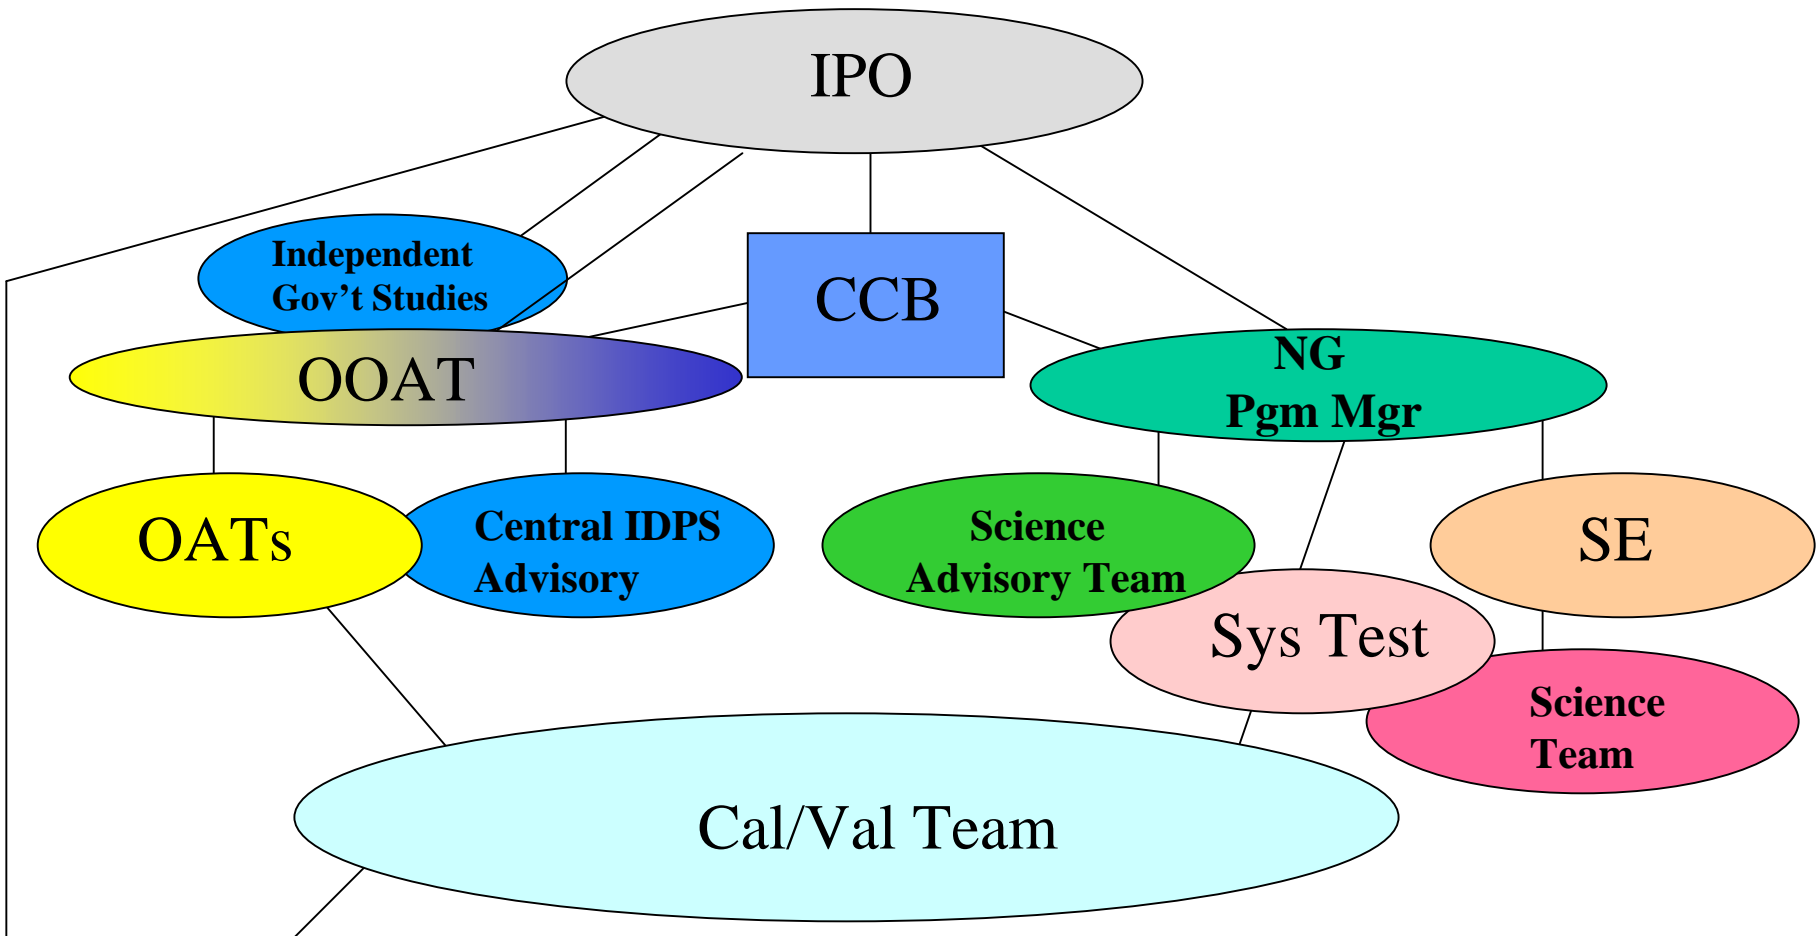 IPO
Independent
Gov’t Studies
CCB
OOAT
NG
Pgm Mgr
OATs
Central IDPS
Advisory
Science
Advisory Team
SE
Sys Test
Science
Team
Cal/Val Team